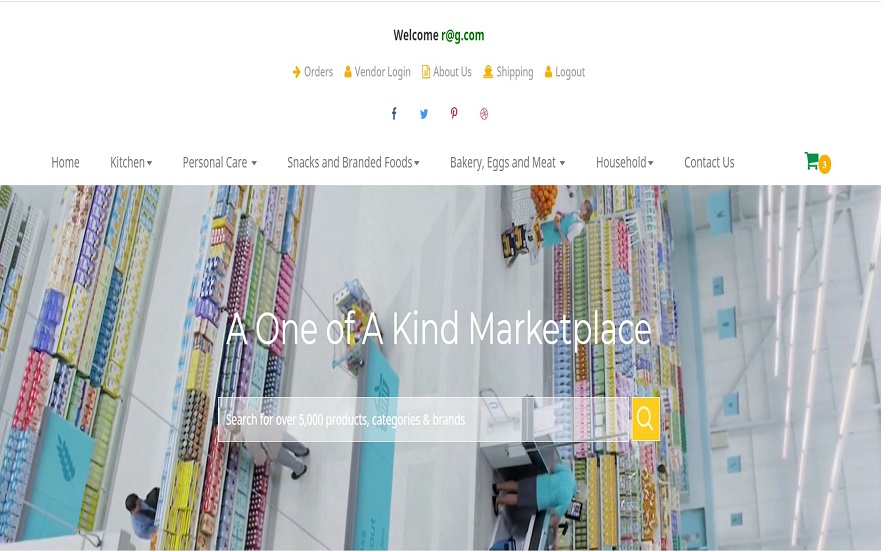 Welcome r@g.com
Orders Vendor Login About Us Shipping Logout
Home Kitchen Personal Care Snacks and Branded Foods Bakery, Eggs and Meat Household Contact Us 3
A One of A Kind Marketplace
Search for over 5,000 products, categories & brands